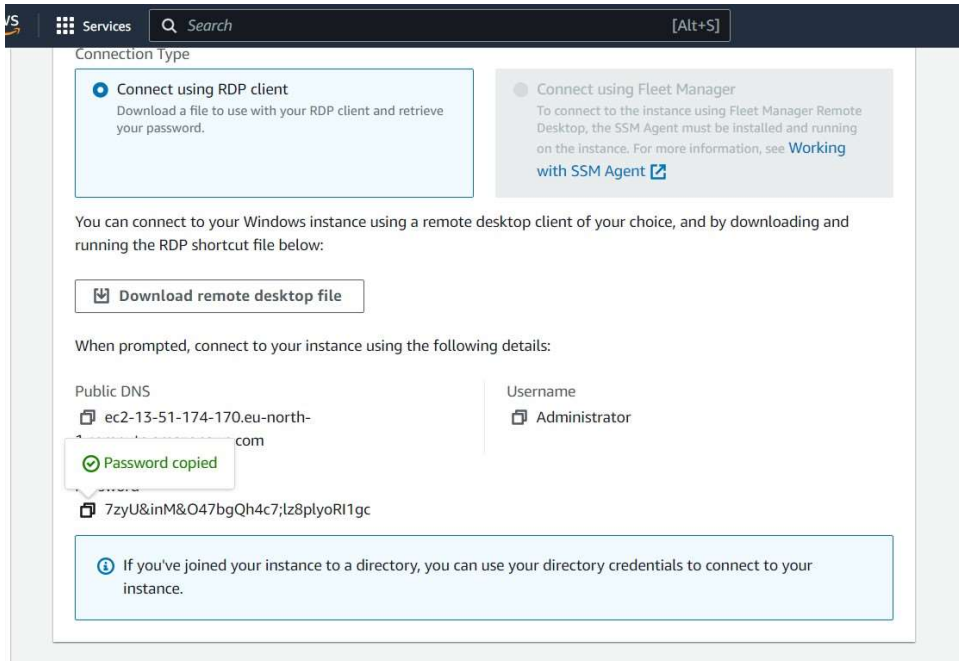 Services
Search
[Alt+S]
Connection Type
Connect using RDP client
Download a file to use with your RDP client and retrieve
your password.
Connect using Fleet Manager
To connect to the instance using Fleet Manager Remote
Desktop, the SSM Agent must be installed and running
on the instance. For more information, see Working
with SSM Agent
You can connect to your Windows instance using a remote desktop client of your choice, and by downloading and
running the RDP shortcut file below:
Download remote desktop file
When prompted, connect to your instance using the following details:
Public DNS
ec2-13-51-174-170.eu-north-
com
Username
Administrator
Password copied
7zyU&inM&O47bgQh4c7;lz8plyoRI1gc
If you've joined your instance to a directory, you can use your directory credentials to connect to your
instance.